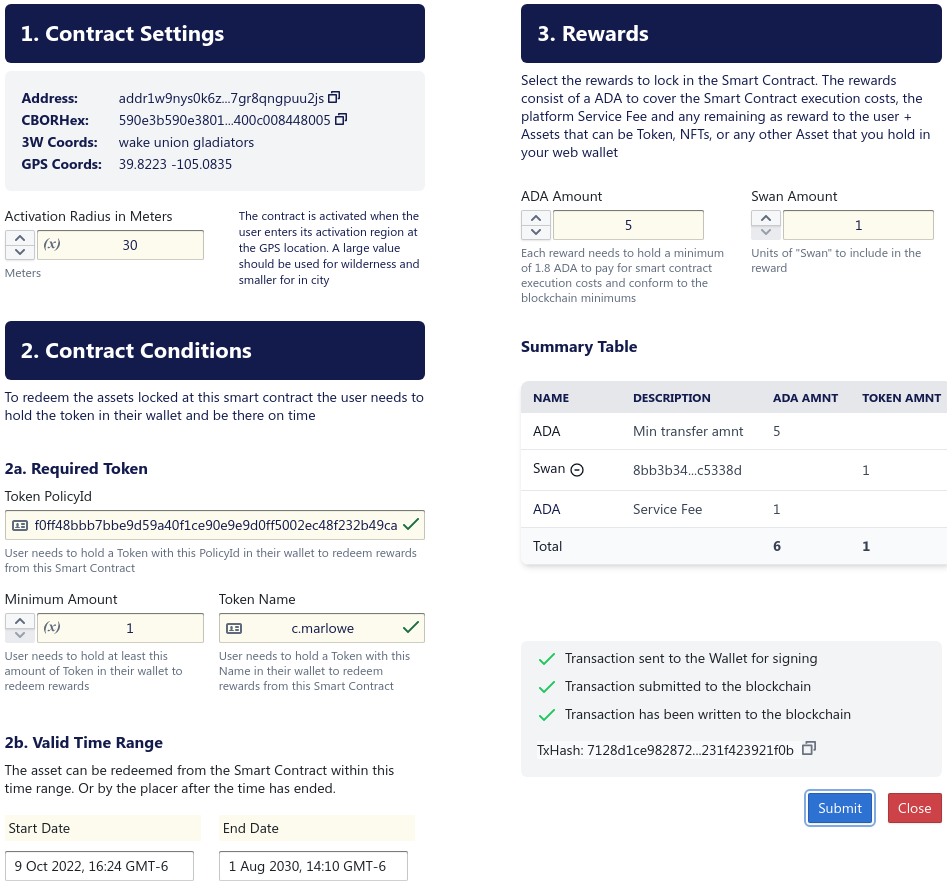 1. Contract Settings
Address: addr1w9nys0k6z...7gr8qngpuu2js
CBORHex: 590e3b590e3801...400c008448005
3W Coords: wake union gladiators
GPS Coords: 39.8223 -105.0835
Activation Radius in Meters
(x) 30
Meters
The contract is activated when the
user enters its activation region at
the GPS location. A large value
should be used for wilderness and
smaller for in city
2. Contract Conditions
To redeem the assets locked at this smart contract the user needs to
hold the token in their wallet and be there on time
2a. Required Token
Token PolicyId
f0ff48bbb7bbe9d59a40f1ce90e9e9d0ff5002ec48f232b49ca
User needs to hold a Token with this PolicyId in their wallet to redeem rewards
from this Smart Contract
Minimum Amount
(x) 1
User needs to hold at least this
amount of Token in their wallet to
redeem rewards
Token Name
c.marlowe
User needs to hold a Token with this
Name in their wallet to redeem
rewards from this Smart Contract
2b. Valid Time Range
The asset can be redeemed from the Smart Contract within this
time range. Or by the placer after the time has ended.
Start Date
9 Oct 2022, 16:24 GMT-6
End Date
1 Aug 2030, 14:10 GMT-6
3. Rewards
Select the rewards to lock in the Smart Contract. The rewards
consist of a ADA to cover the Smart Contract execution costs, the
platform Service Fee and any remaining as reward to the user +
Assets that can be Token, NFTs, or any other Asset that you hold in
your web wallet
ADA Amount
5
Each reward needs to hold a minimum
of 1.8 ADA to pay for smart contract
execution costs and conform to the
blockchain minimums
Swan Amount
1
Units of "Swan" to include in the
reward
Summary Table
NAME DESCRIPTION ADA AMNT TOKEN AMNT
ADA Min transfer amnt 5
Swan 8bb3b34...c5338d 1
ADA Service Fee 1
Total 6 1
Transaction sent to the Wallet for signing
Transaction submitted to the blockchain
Transaction has been written to the blockchain
TxHash: 7128d1ce982872...231f423921f0b
Submit Close